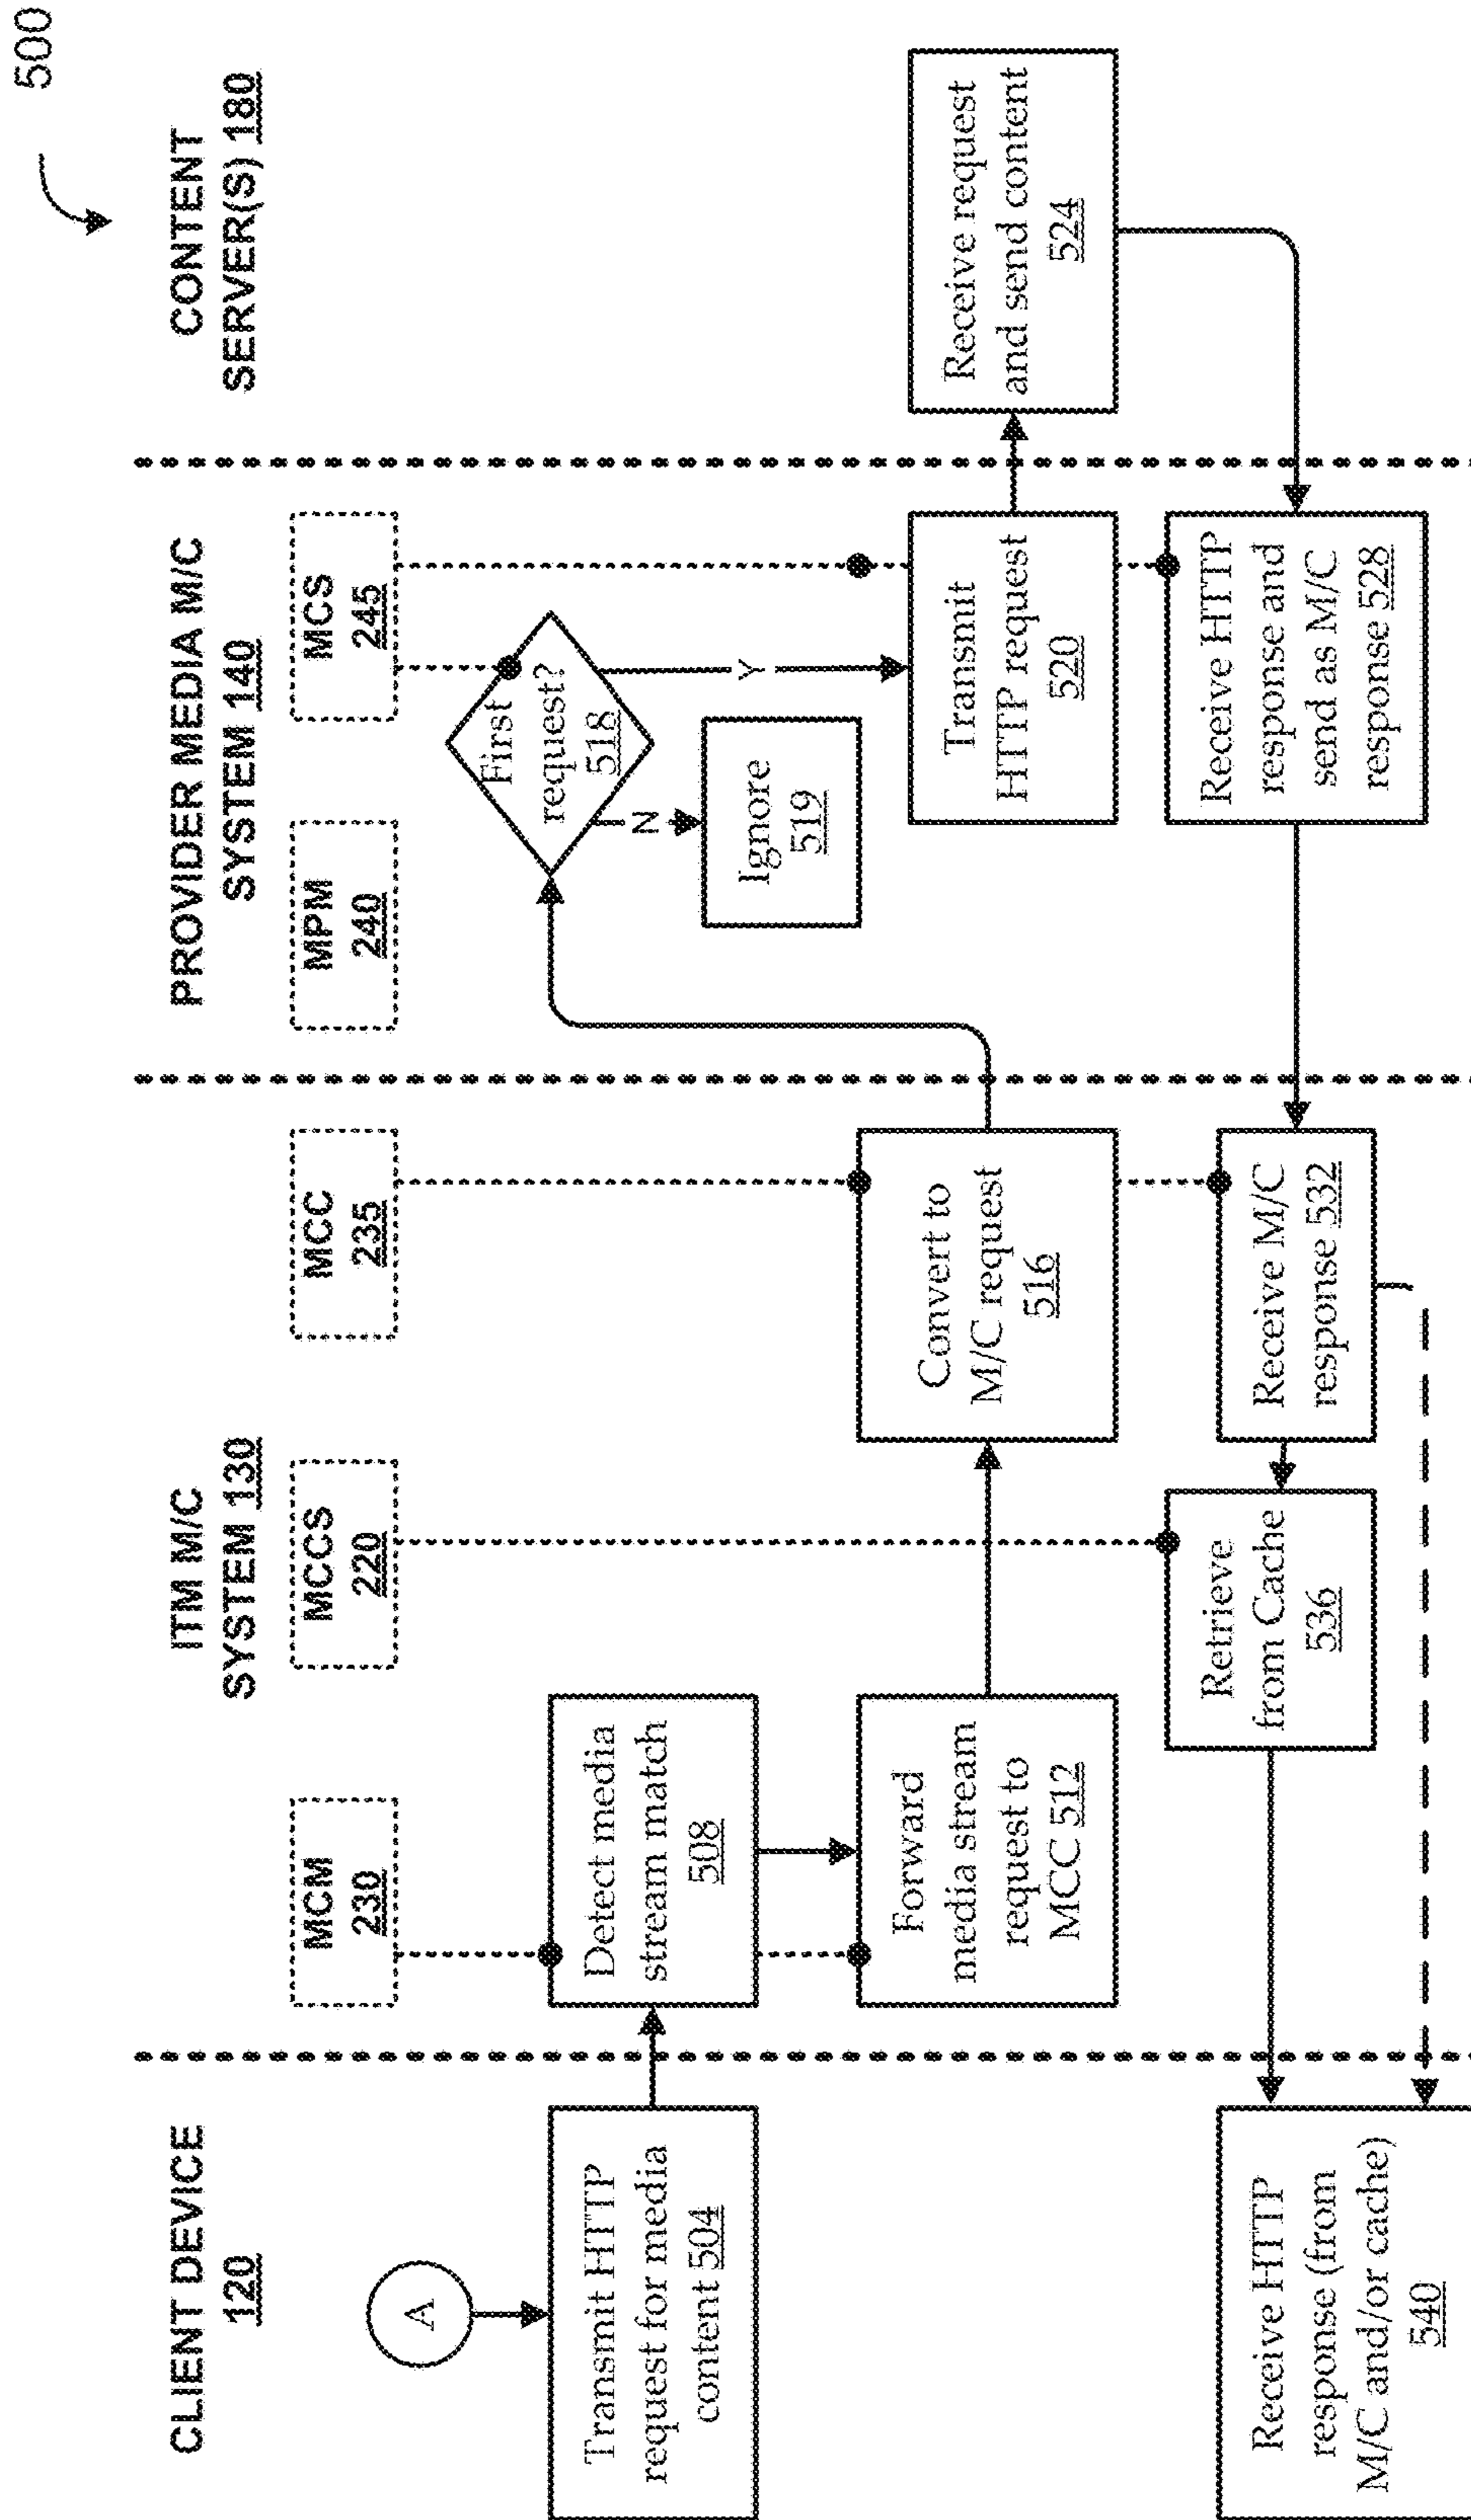 500
CLIENT DEVICE
120
ITM M/C
SYSTEM 130
PROVIDER MEDIA M/C
SYSTEM 140
CONTENT
SERVER(S) 180
MCM
230
MCCS
220
MCC
235
MPM
240
MCS
245
A
Transmit HTTP
request for media
content 504
Detect media
stream match
508
Forward
media stream
request to
MCC 512
Convert to
M/C request
516
First
request?
518
N
Y
Ignore
519
Transmit
HTTP request
520
Receive request
and send content
524
Receive HTTP
response and
send as M/C
response 528
Receive M/C
response 532
Retrieve
from Cache
536
Receive HTTP
response (from
M/C and/or cache)
540